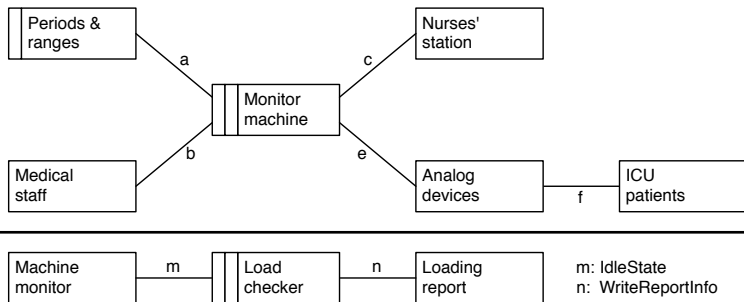 Periods &
ranges
Nurses'
station
a
c
Monitor
machine
b
e
Medical
staff
Analog
devices
f
ICU
patients
Machine
monitor
m
Load
checker
n
Loading
report
m: IdleState
n: WriteReportInfo